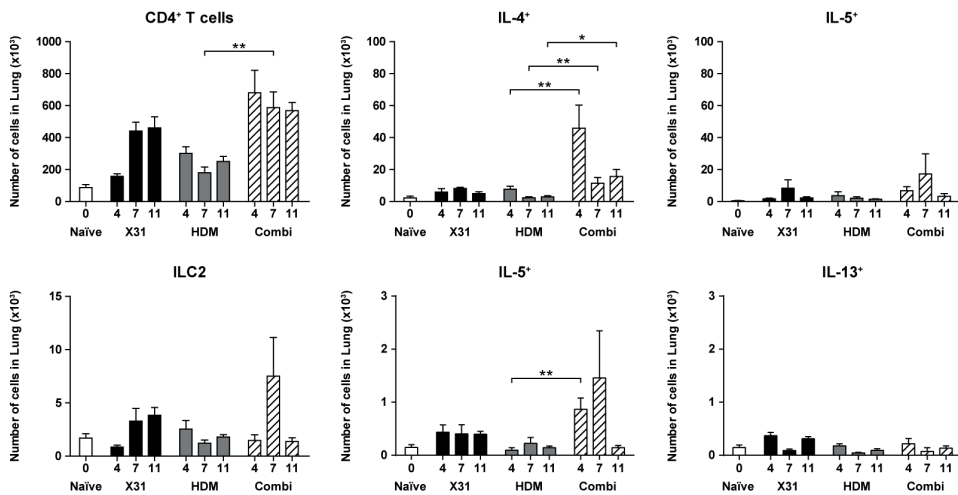 CD4⁺ T cells
Number of cells in Lung (x10³)
1000
800
600
400
200
0
**
0 4 7 11 4 7 11 4 7 11
Naïve X31 HDM Combi
IL-4⁺
Number of cells in Lung (x10³)
100
80
60
40
20
0
*
**
**
0 4 7 11 4 7 11 4 7 11
Naïve X31 HDM Combi
IL-5⁺
Number of cells in Lung (x10³)
100
80
60
40
20
0
0 4 7 11 4 7 11 4 7 11
Naïve X31 HDM Combi
ILC2
Number of cells in Lung (x10³)
15
10
5
0
0 4 7 11 4 7 11 4 7 11
Naïve X31 HDM Combi
IL-5⁺
Number of cells in Lung (x10³)
3
2
1
0
**
0 4 7 11 4 7 11 4 7 11
Naïve X31 HDM Combi
IL-13⁺
Number of cells in Lung (x10³)
3
2
1
0
0 4 7 11 4 7 11 4 7 11
Naïve X31 HDM Combi